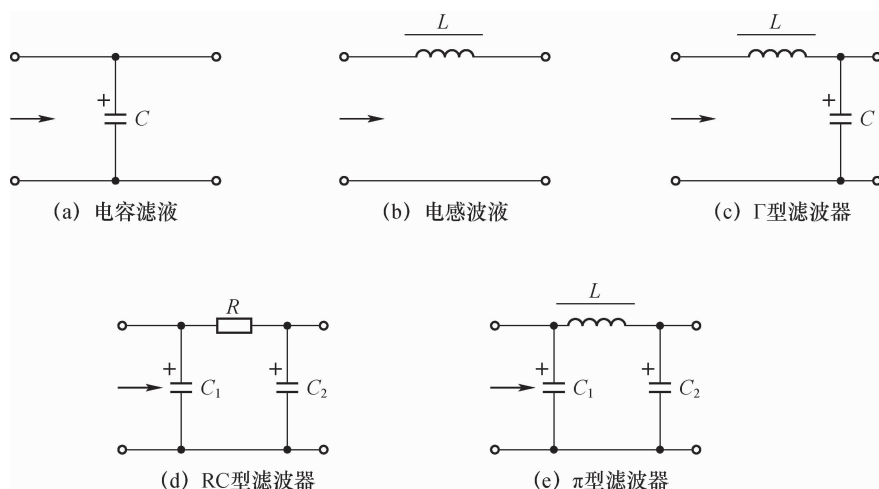 L
L
+
C
+
C
(a) 电容滤液
(b) 电感波液
(c) Γ型滤波器
R
L
+
C₁
+
C₂
+
C₁
+
C₂
(d) RC型滤波器
(e) π型滤波器